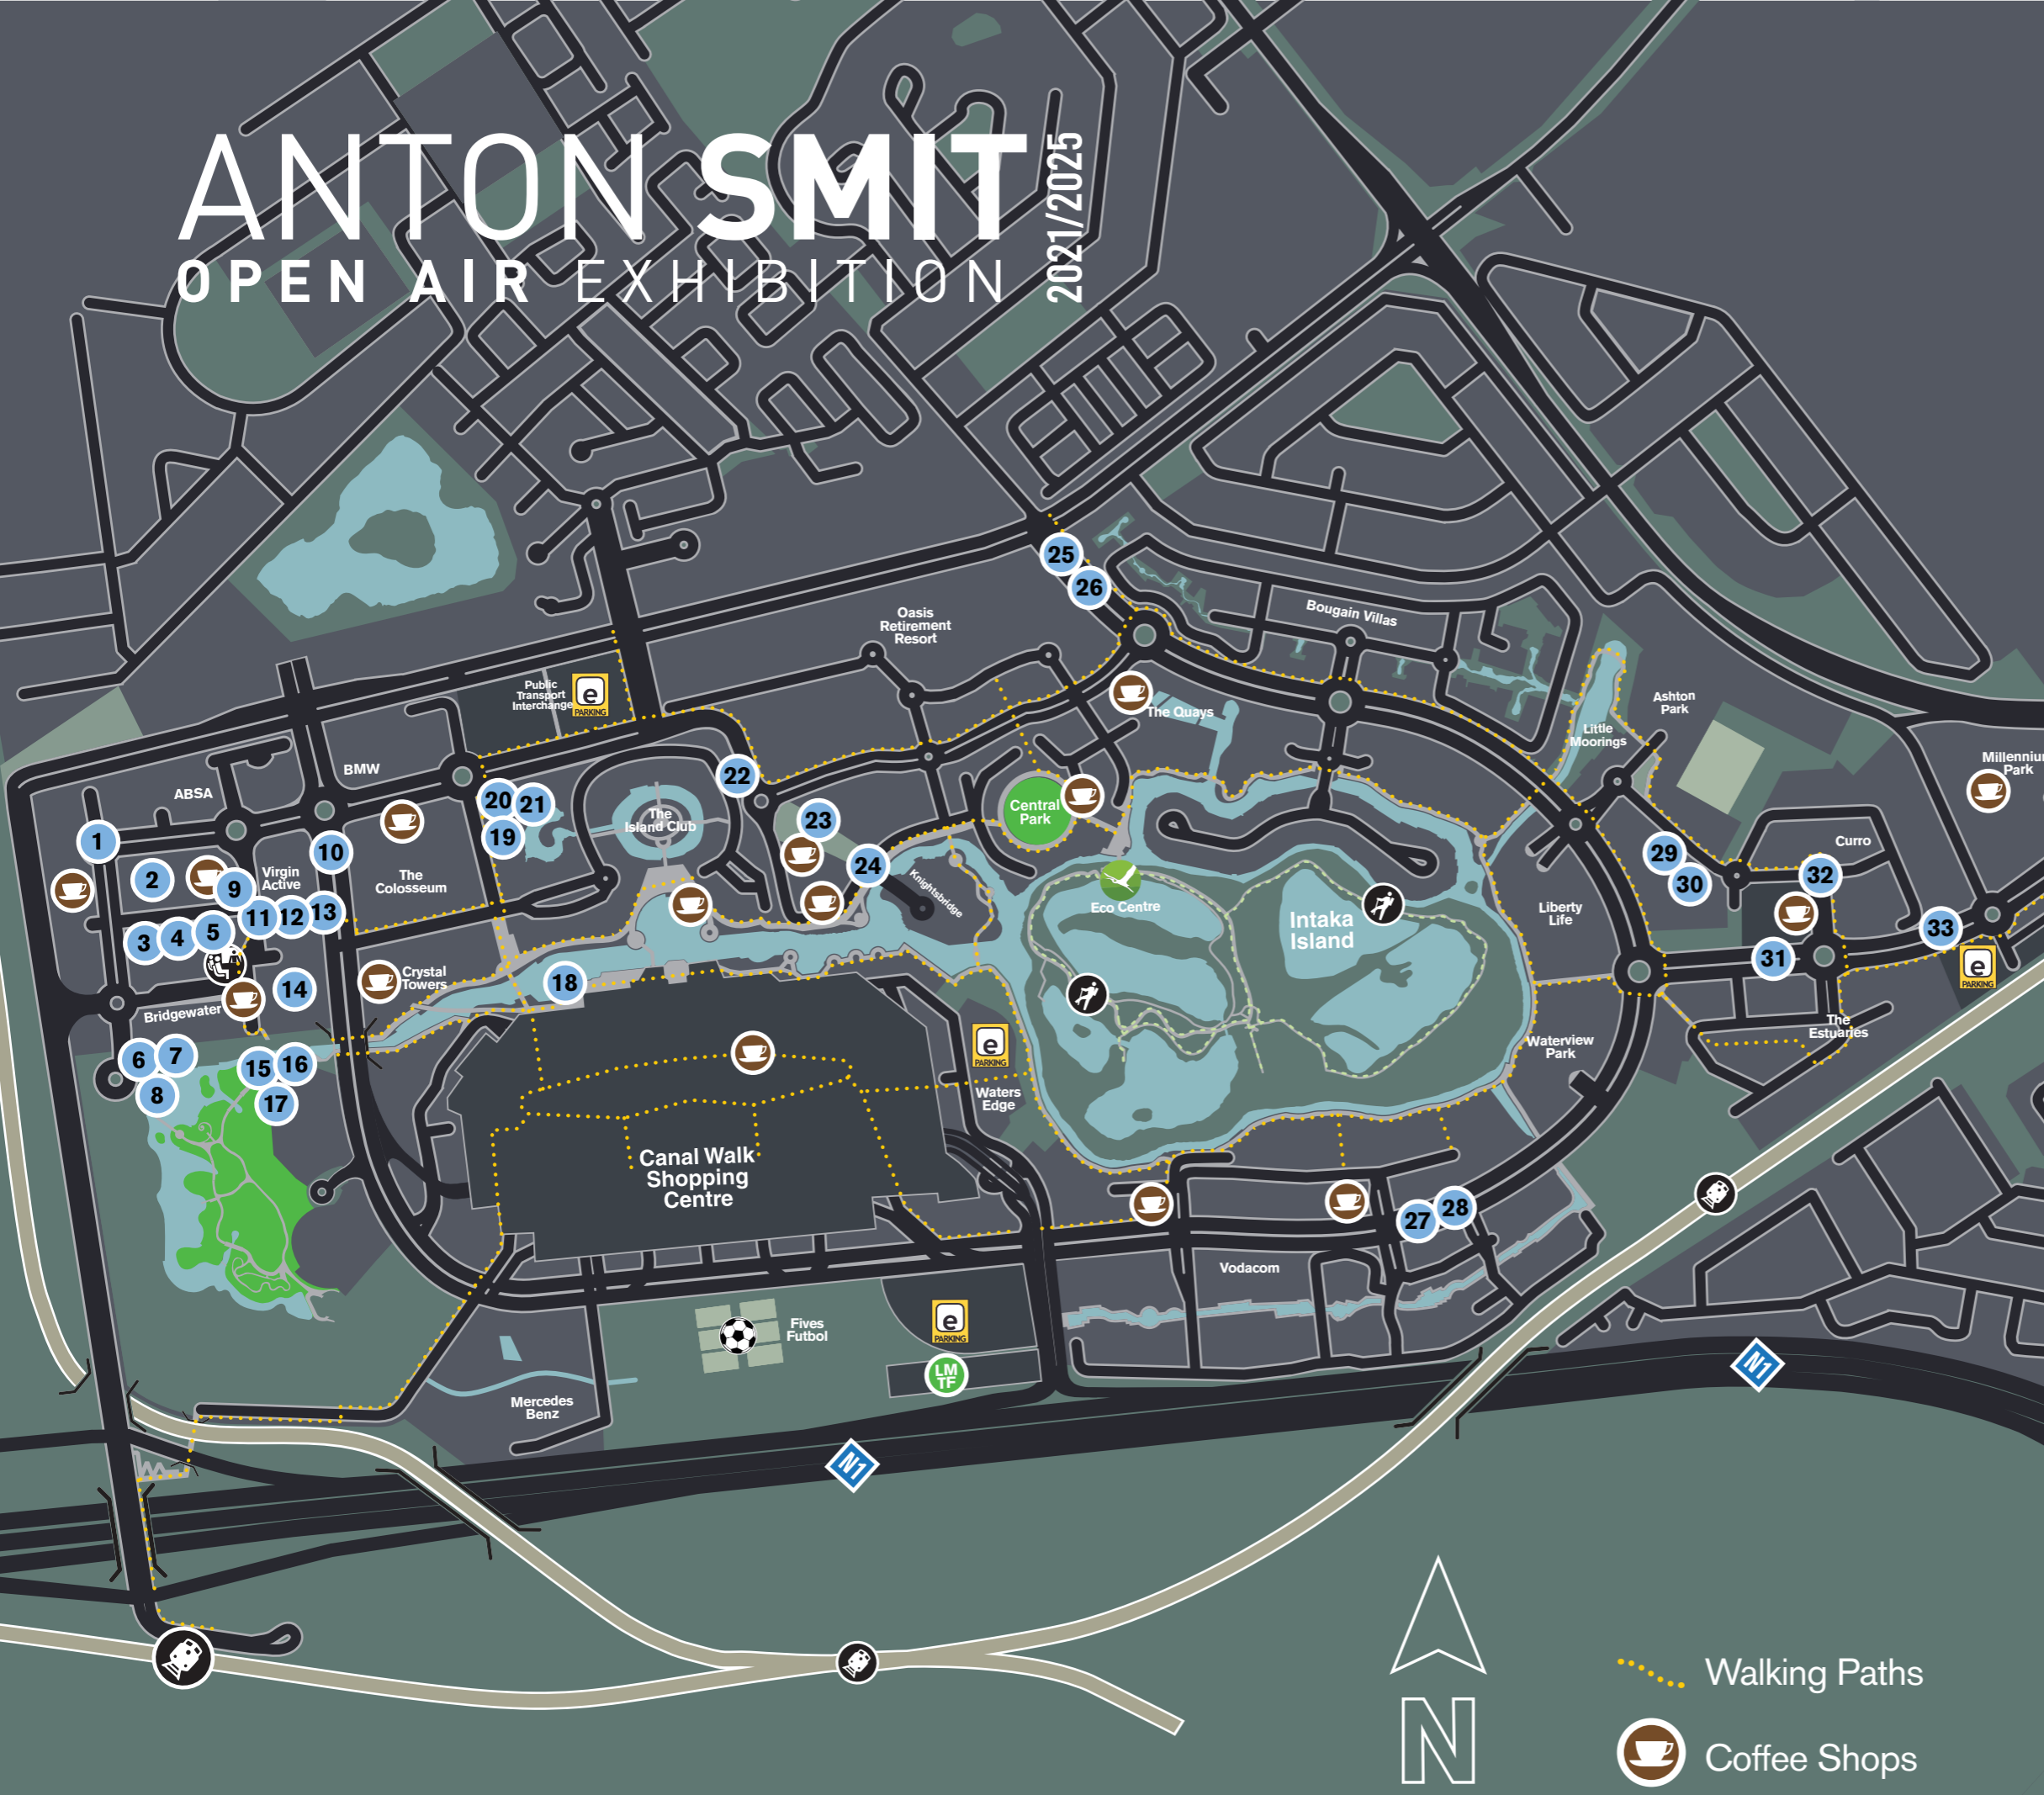 ANTON SMIT
2021/2025
OPEN AIR EXHIBITION
Oasis
Retirement
Resort
Bougain Villas
Public
Transport
Interchange
e
PARKING
The Quays
Ashton
Park
Little
Moorings
Millenniu
Park
BMW
ABSA
The
Island Club
Central
Park
Curro
Virgin
Active
The
Colosseum
Knightsbridge
Eco Centre
Intaka
Island
Liberty
Life
Crystal
Towers
Bridgewater
e
PARKING
The
Estuaries
e
PARKING
Waterview
Park
Waters
Edge
Canal Walk
Shopping
Centre
Vodacom
Fives
Futbol
e
PARKING
LM
TF
Mercedes
Benz
N1
N1
1
2
3
4
5
6
7
8
9
10
11
12
13
14
15
16
17
18
19
20
21
22
23
24
25
26
27
28
29
30
31
32
33
N
Walking Paths
Coffee Shops